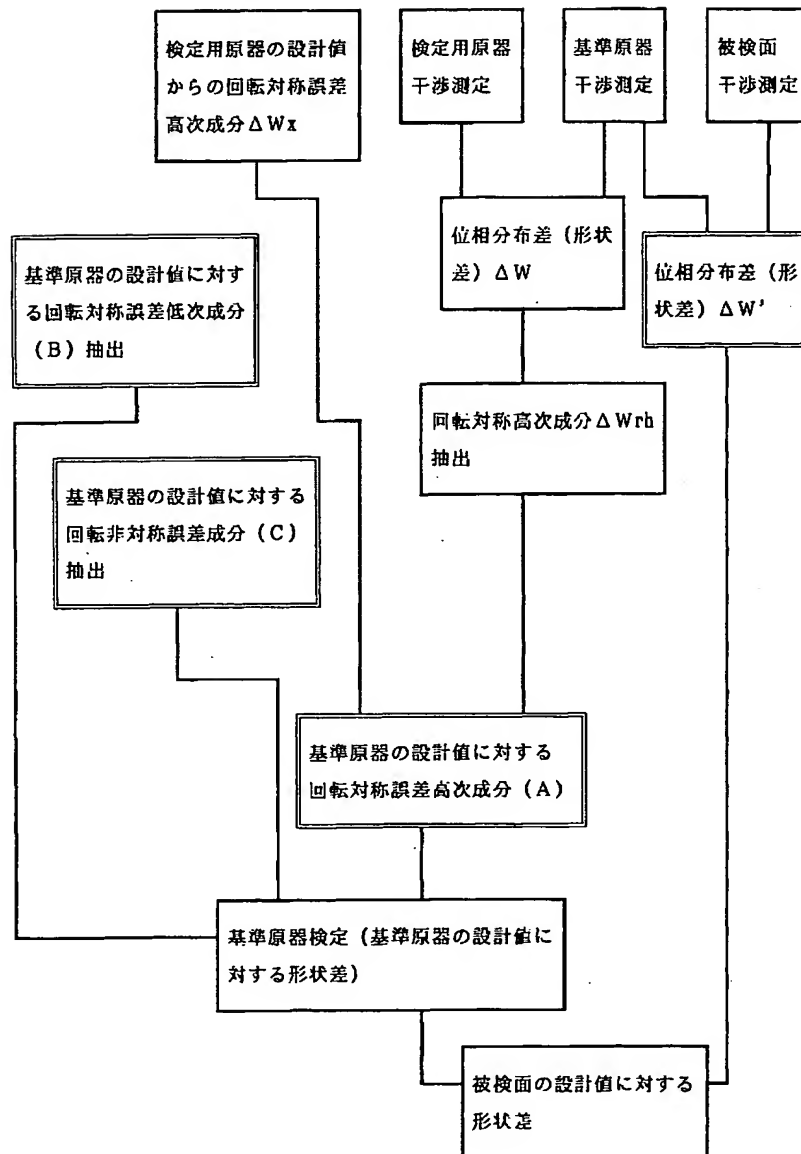 検定用原器の設計値
からの回転対称誤差
高次成分ΔWx
検定用原器
干渉測定
基準原器
干渉測定
被検面
干渉測定
位相分布差（形状
差）ΔW
位相分布差（形
状差）ΔW'
基準原器の設計値に対す
る回転対称誤差低次成分
（B）抽出
回転対称高次成分ΔWrh
抽出
基準原器の設計値に対する
回転非対称誤差成分（C）
抽出
基準原器の設計値に対する
回転対称誤差高次成分（A）
基準原器検定（基準原器の設計値に
対する形状差）
被検面の設計値に対する
形状差